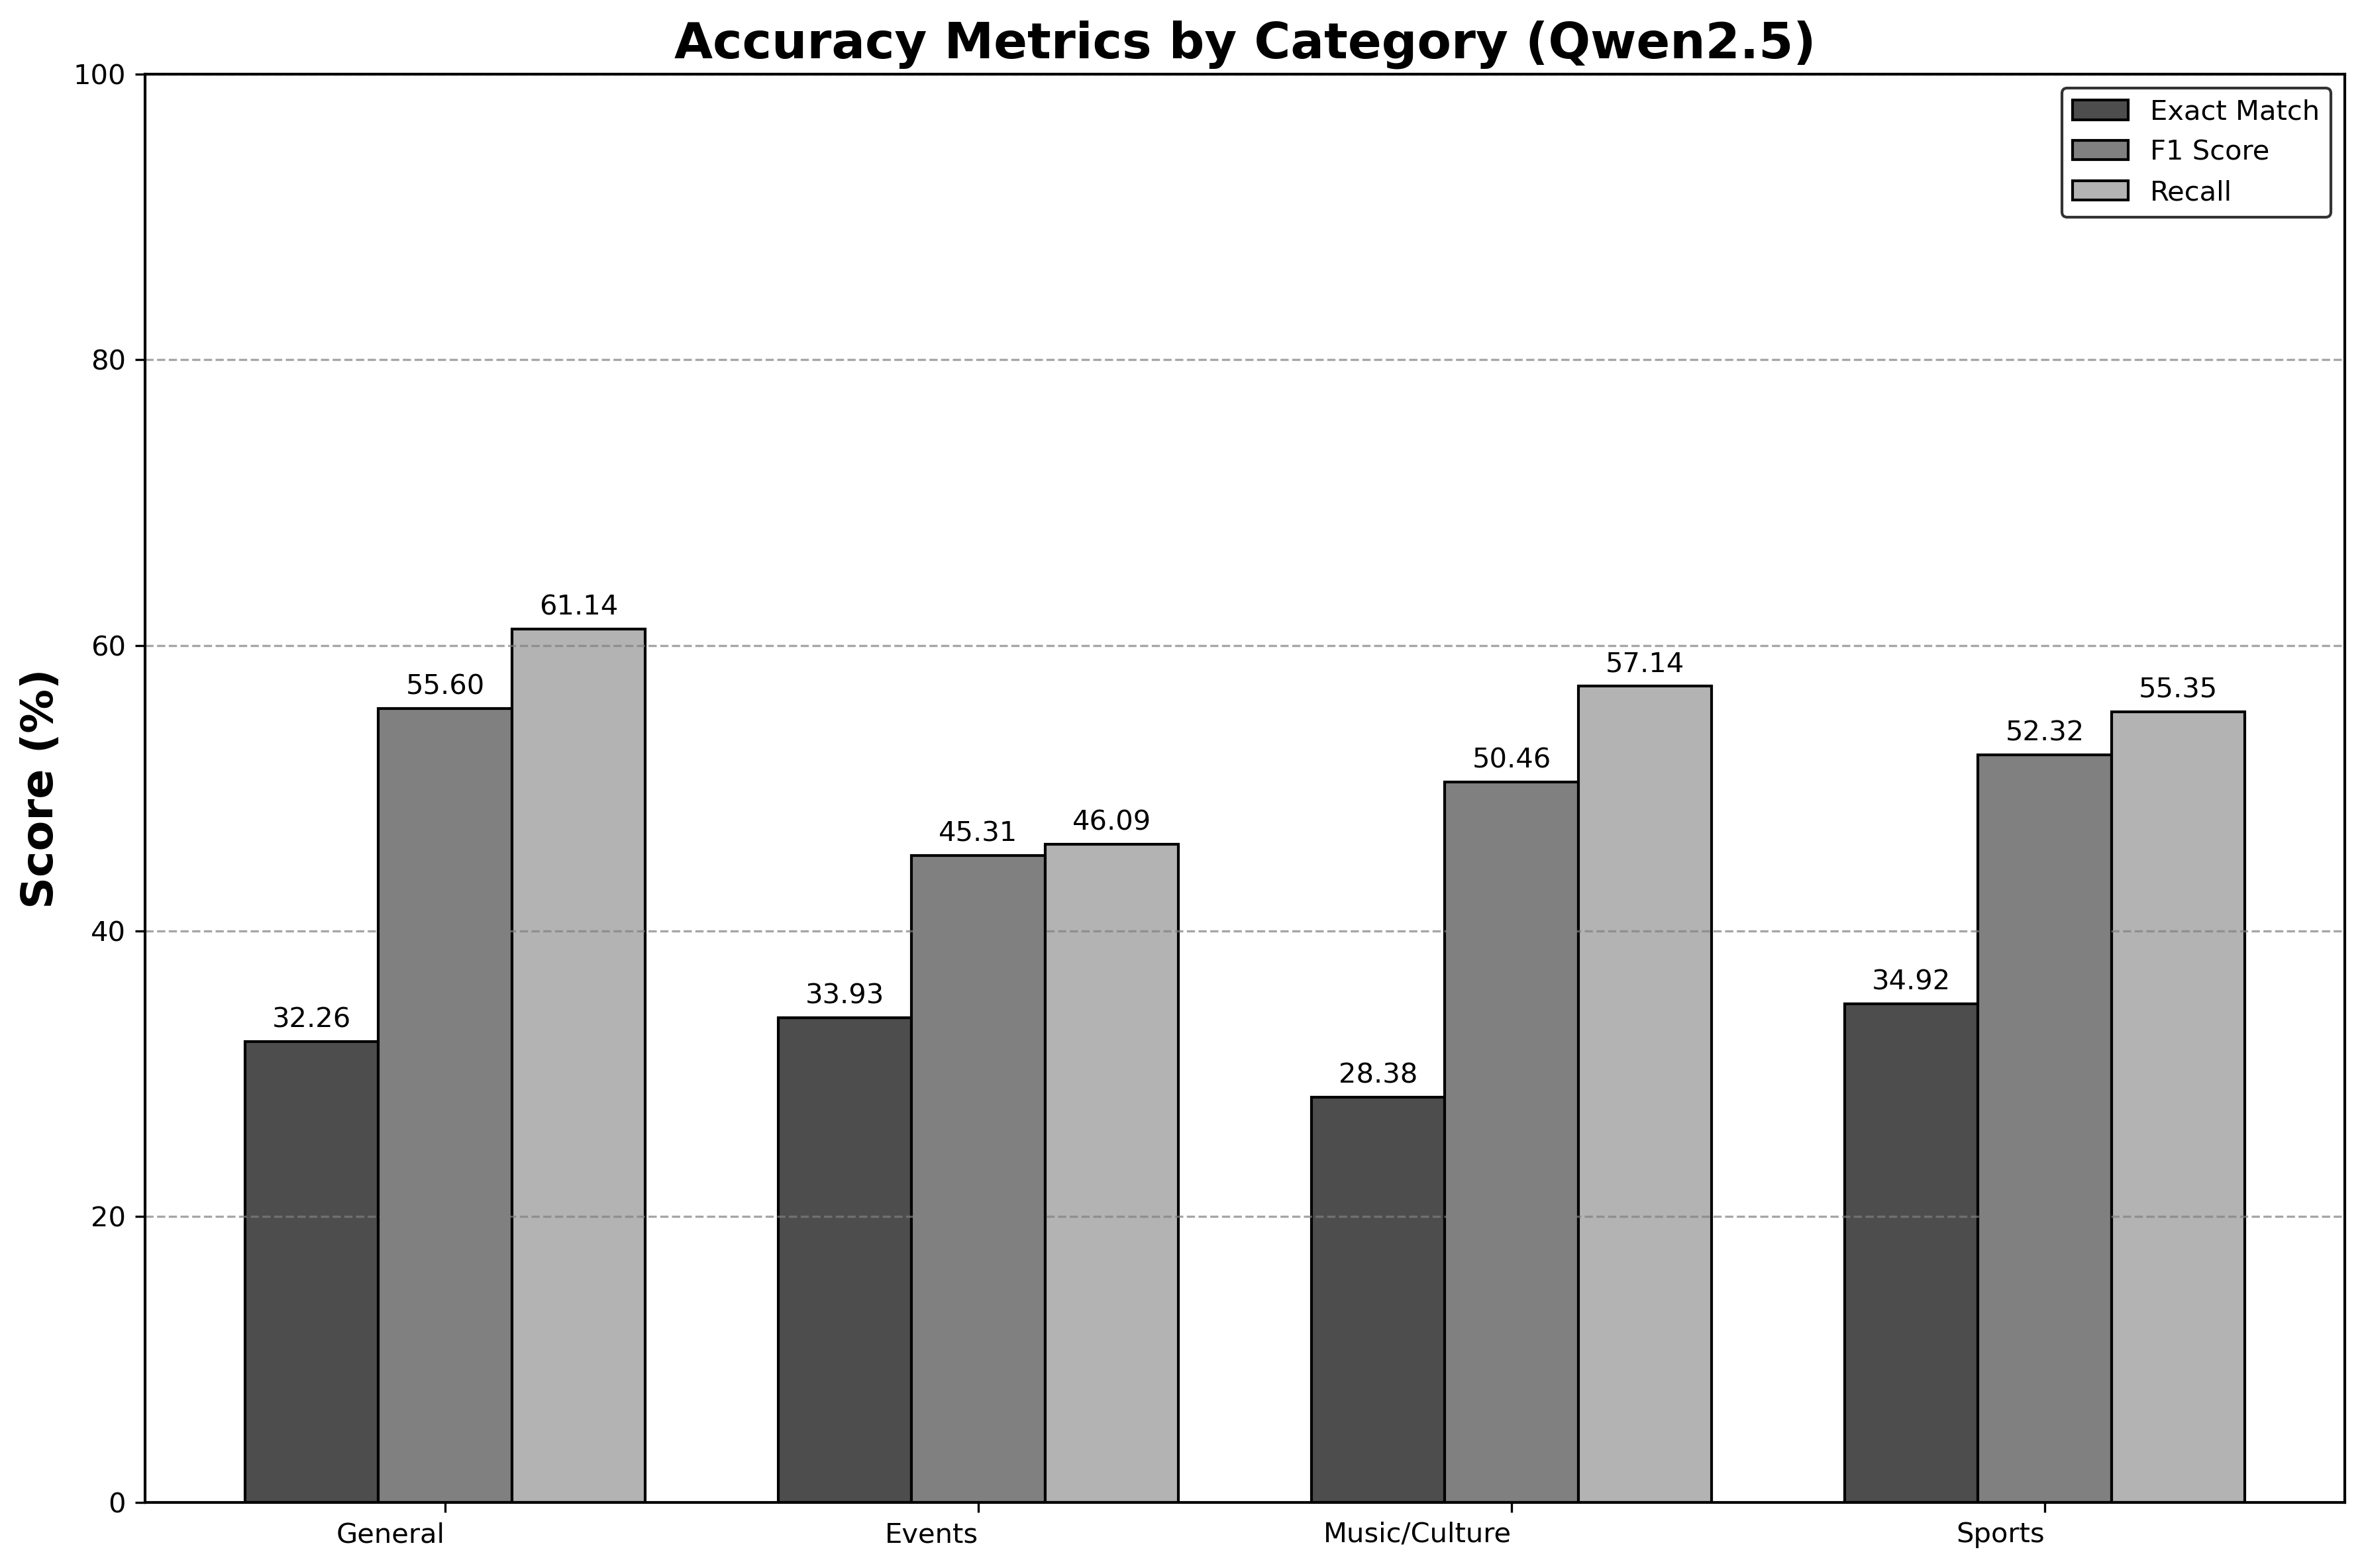 Accuracy Metrics by Category (Qwen2.5)
Exact Match
F1 Score
Recall
Score (%)
100
80
60
40
20
0
32.26
55.60
61.14
33.93
45.31
46.09
28.38
50.46
57.14
34.92
52.32
55.35
General
Events
Music/Culture
Sports